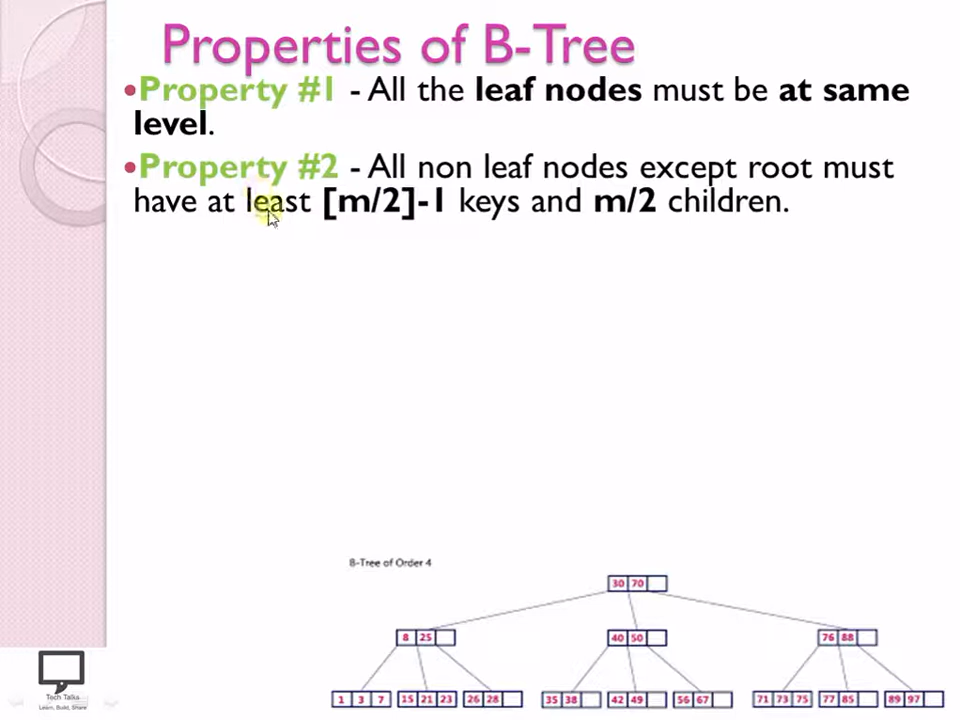 Properties of B-Tree
•Property #1 - All the leaf nodes must be at same
level.
•Property #2 - All non leaf nodes except root must
have at least [m/2]-1 keys and m/2 children.
B-Tree of Order 4
30 70
8 25
40 50
76 88
1 3 7
15 21 23
26 28
35 38
42 49
56 67
71 73 75
77 85
89 97
Tech Talks
Learn, Build, Share